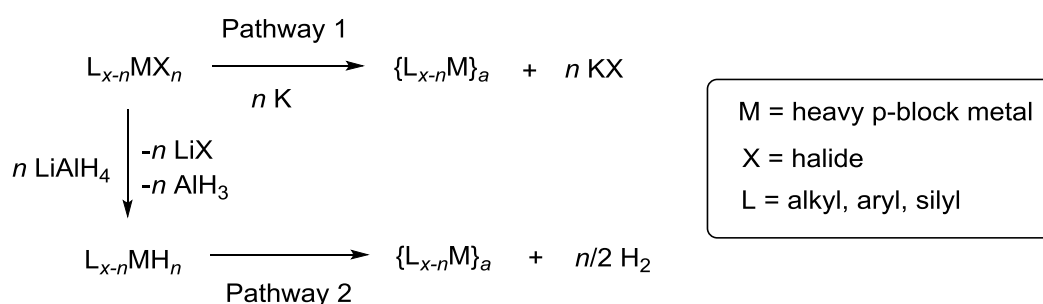 Pathway 1
Lx-nMXn {Lx-nM}a + n KX
n K
n LiAlH4 -n LiX
-n AlH3
Lx-nMHn {Lx-nM}a + n/2 H2
Pathway 2
M = heavy p-block metal
X = halide
L = alkyl, aryl, silyl